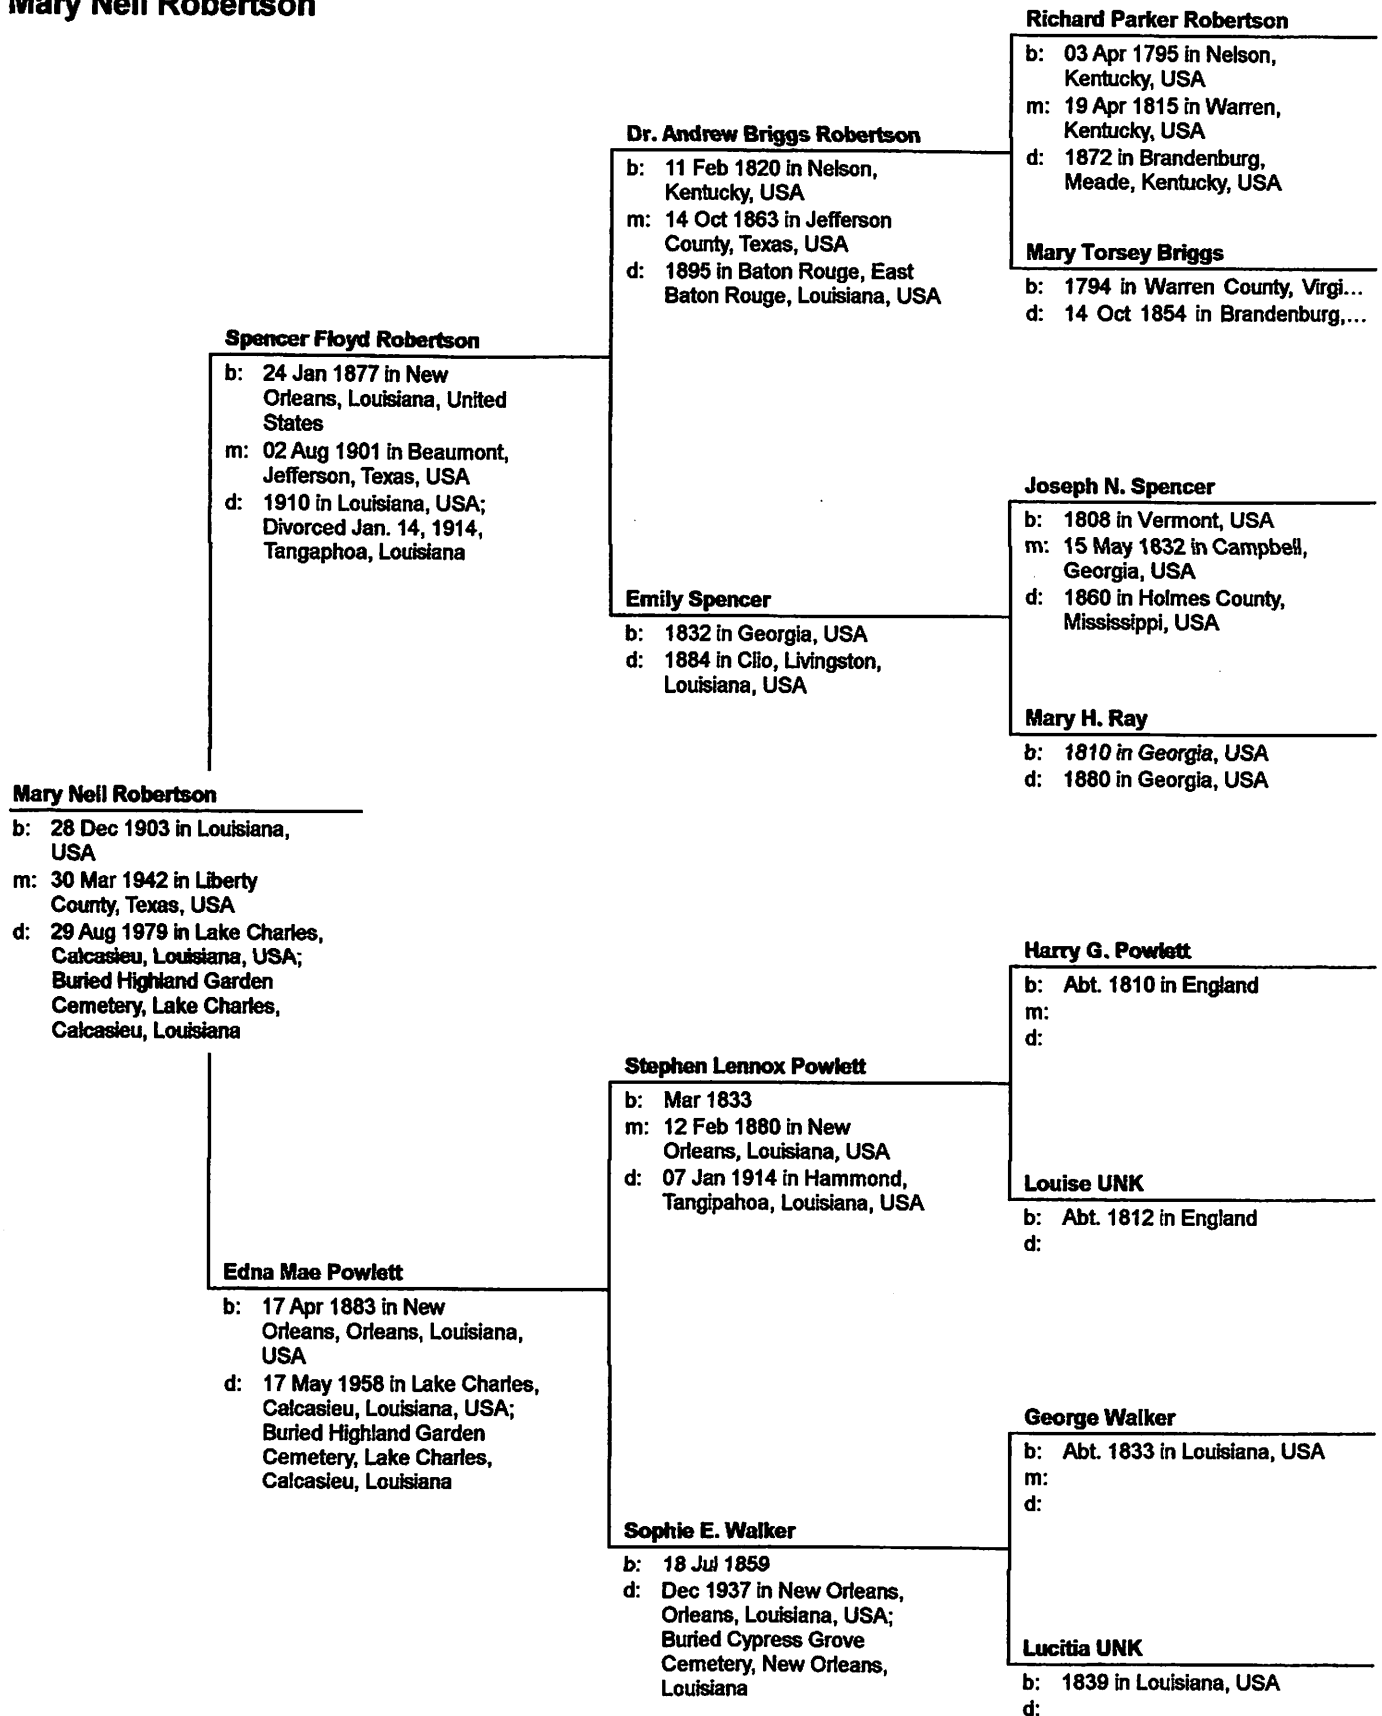 Mary Neil Robertson
Richard Parker Robertson
b: 03 Apr 1795 in Nelson,
Kentucky, USA
m: 19 Apr 1815 in Warren,
Kentucky, USA
d: 1872 in Brandenburg,
Meade, Kentucky, USA
Dr. Andrew Briggs Robertson
b: 11 Feb 1820 in Nelson,
Kentucky, USA
m: 14 Oct 1863 in Jefferson
County, Texas, USA
d: 1895 in Baton Rouge, East
Baton Rouge, Louisiana, USA
Mary Torsey Briggs
b: 1794 in Warren County, Virgi...
d: 14 Oct 1854 in Brandenburg,...
Spencer Floyd Robertson
b: 24 Jan 1877 in New
Orleans, Louisiana, United
States
m: 02 Aug 1901 in Beaumont,
Jefferson, Texas, USA
d: 1910 in Louisiana, USA;
Divorced Jan. 14, 1914,
Tangaphoa, Louisiana
Joseph N. Spencer
b: 1808 in Vermont, USA
m: 15 May 1832 in Campbell,
Georgia, USA
d: 1860 in Holmes County,
Mississippi, USA
Emily Spencer
b: 1832 in Georgia, USA
d: 1884 in Clio, Livingston,
Louisiana, USA
Mary H. Ray
b: 1810 in Georgia, USA
d: 1880 in Georgia, USA
Mary Neil Robertson
b: 28 Dec 1903 in Louisiana,
USA
m: 30 Mar 1942 in Liberty
County, Texas, USA
d: 29 Aug 1979 in Lake Charles,
Calcasieu, Louisiana, USA;
Buried Highland Garden
Cemetery, Lake Charles,
Calcasieu, Louisiana
Harry G. Powlett
b: Abt. 1810 in England
m:
d:
Stephen Lennox Powlett
b: Mar 1833
m: 12 Feb 1880 in New
Orleans, Louisiana, USA
d: 07 Jan 1914 in Hammond,
Tangipahoa, Louisiana, USA
Louise UNK
b: Abt. 1812 in England
d:
Edna Mae Powlett
b: 17 Apr 1883 in New
Orleans, Orleans, Louisiana,
USA
d: 17 May 1958 in Lake Charles,
Calcasieu, Louisiana, USA;
Buried Highland Garden
Cemetery, Lake Charles,
Calcasieu, Louisiana
George Walker
b: Abt. 1833 in Louisiana, USA
m:
d:
Sophie E. Walker
b: 18 Jul 1859
d: Dec 1937 in New Orleans,
Orleans, Louisiana, USA;
Buried Cypress Grove
Cemetery, New Orleans,
Louisiana
Lucitia UNK
b: 1839 in Louisiana, USA
d: